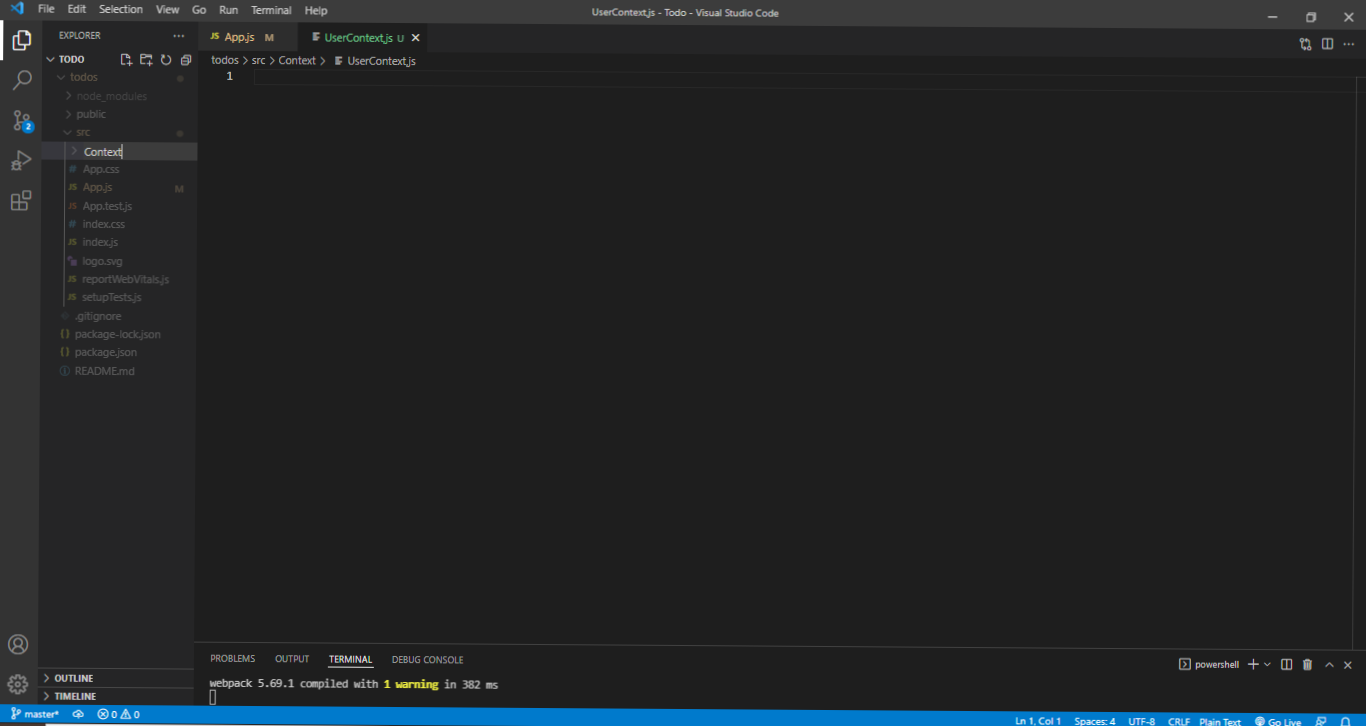 File Edit Selection View Go Run Terminal Help
UserContext.js - Todo - Visual Studio Code
EXPLORER
App.js M
UserContext.js U
TODO
todos > src > Context > UserContext.js
1
todos
node_modules
public
src
Context
App.css
App.js M
App.test.js
index.css
index.js
logo.svg
reportWebVitals.js
setupTests.js
.gitignore
package-lock.json
package.json
README.md
2
OUTLINE
TIMELINE
PROBLEMS OUTPUT TERMINAL DEBUG CONSOLE
powershell
webpack 5.69.1 compiled with 1 warning in 382 ms
master* 0 0
Ln 1, Col 1 Spaces: 4 UTF-8 CRLF Plain Text Go Live